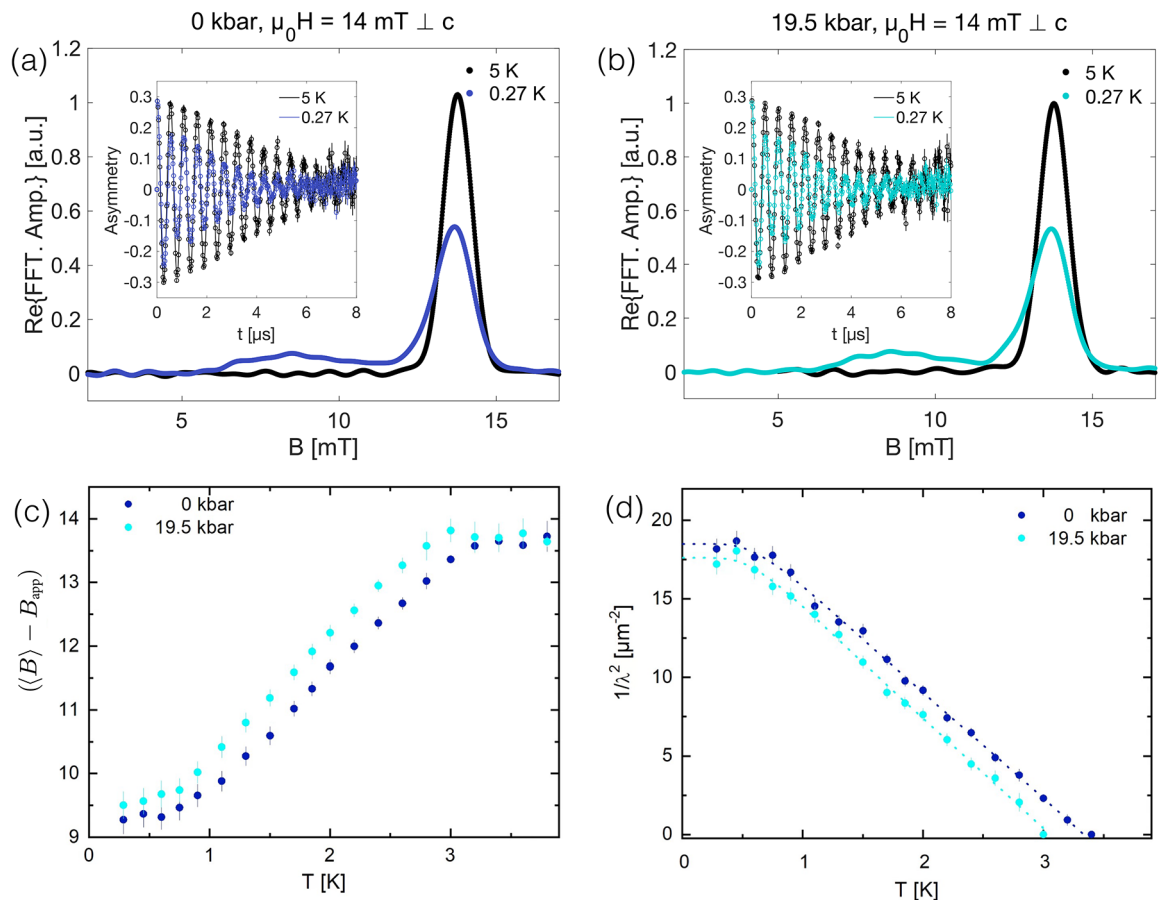 0 kbar, μ0H = 14 mT ⊥ c
19.5 kbar, μ0H = 14 mT ⊥ c
(a)
1.2
1
0.8
0.6
0.4
0.2
0
Re{FFT. Amp.} [a.u.]
5 K
0.27 K
0.3
0.2
0.1
0
-0.1
-0.2
-0.3
Asymmetry
5 K
0.27 K
0 2 4 6 8
t [μs]
5 10 15
B [mT]
(b)
1.2
1
0.8
0.6
0.4
0.2
0
Re{FFT. Amp.} [a.u.]
5 K
0.27 K
0.3
0.2
0.1
0
-0.1
-0.2
-0.3
Asymmetry
5 K
0.27 K
0 2 4 6 8
t [μs]
5 10 15
B [mT]
(c)
0 kbar
19.5 kbar
14
13
12
11
10
9
(⟨B⟩ − Bapp)
0 1 2 3
T [K]
(d)
0 kbar
19.5 kbar
20
15
10
5
0
1/λ² [μm⁻²]
0 1 2 3
T [K]